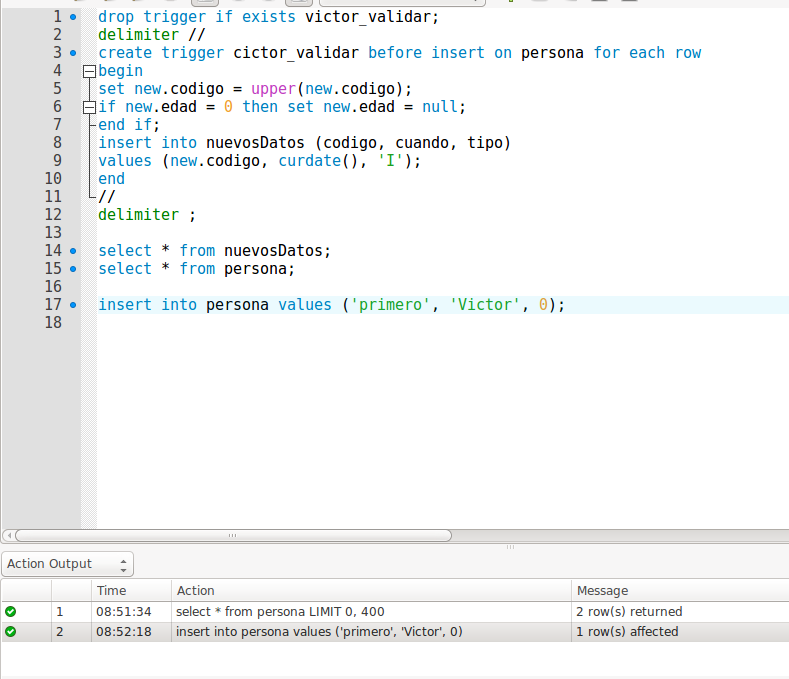 1 drop trigger if exists victor_validar;
2 delimiter //
3 create trigger cictor_validar before insert on persona for each row
4 begin
5 set new.codigo = upper(new.codigo);
6 if new.edad = 0 then set new.edad = null;
7 end if;
8 insert into nuevosDatos (codigo, cuando, tipo)
9 values (new.codigo, curdate(), 'I');
10 end
11 //
12 delimiter ;
13
14 select * from nuevosDatos;
15 select * from persona;
16
17 insert into persona values ('primero', 'Victor', 0);
18
Action Output
Time Action Message
1 08:51:34 select * from persona LIMIT 0, 400 2 row(s) returned
2 08:52:18 insert into persona values ('primero', 'Victor', 0) 1 row(s) affected